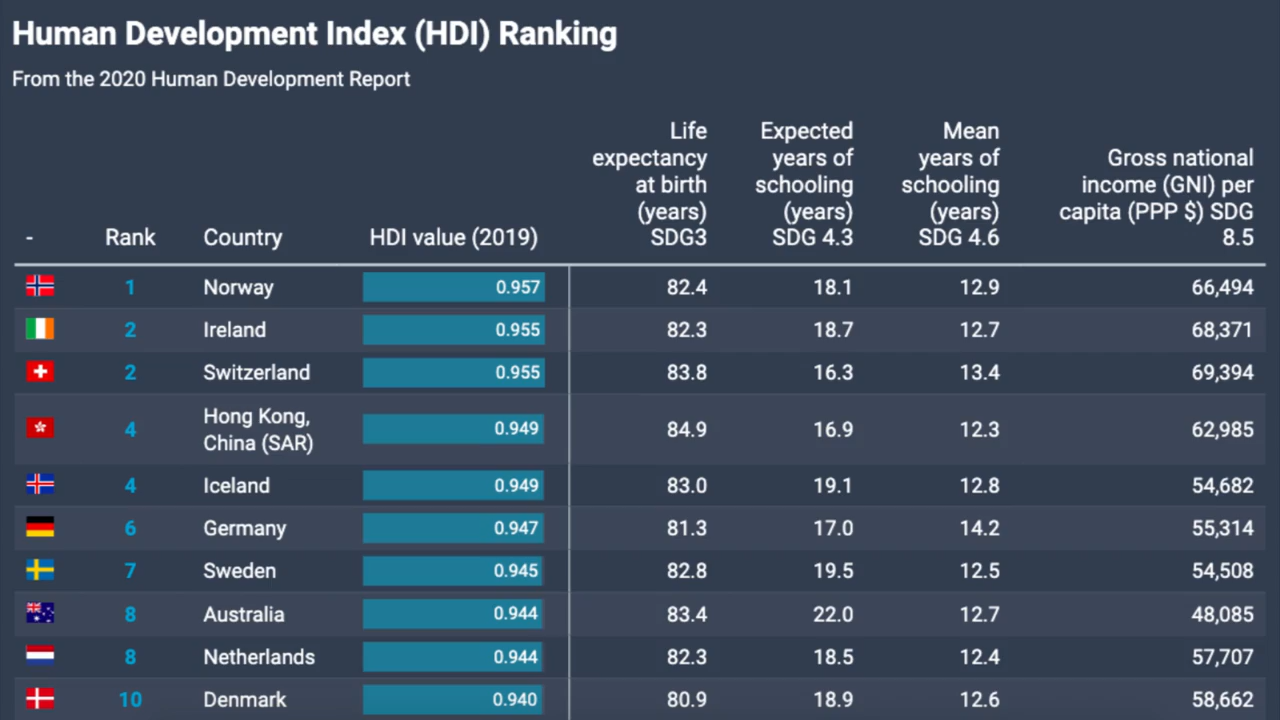 Human Development Index (HDI) Ranking
From the 2020 Human Development Report
- Rank Country HDI value (2019) Life expectancy at birth (years) SDG3 Expected years of schooling (years) SDG 4.3 Mean years of schooling (years) SDG 4.6 Gross national income (GNI) per capita (PPP $) SDG 8.5
1 Norway 0.957 82.4 18.1 12.9 66,494
2 Ireland 0.955 82.3 18.7 12.7 68,371
2 Switzerland 0.955 83.8 16.3 13.4 69,394
4 Hong Kong, China (SAR) 0.949 84.9 16.9 12.3 62,985
4 Iceland 0.949 83.0 19.1 12.8 54,682
6 Germany 0.947 81.3 17.0 14.2 55,314
7 Sweden 0.945 82.8 19.5 12.5 54,508
8 Australia 0.944 83.4 22.0 12.7 48,085
8 Netherlands 0.944 82.3 18.5 12.4 57,707
10 Denmark 0.940 80.9 18.9 12.6 58,662